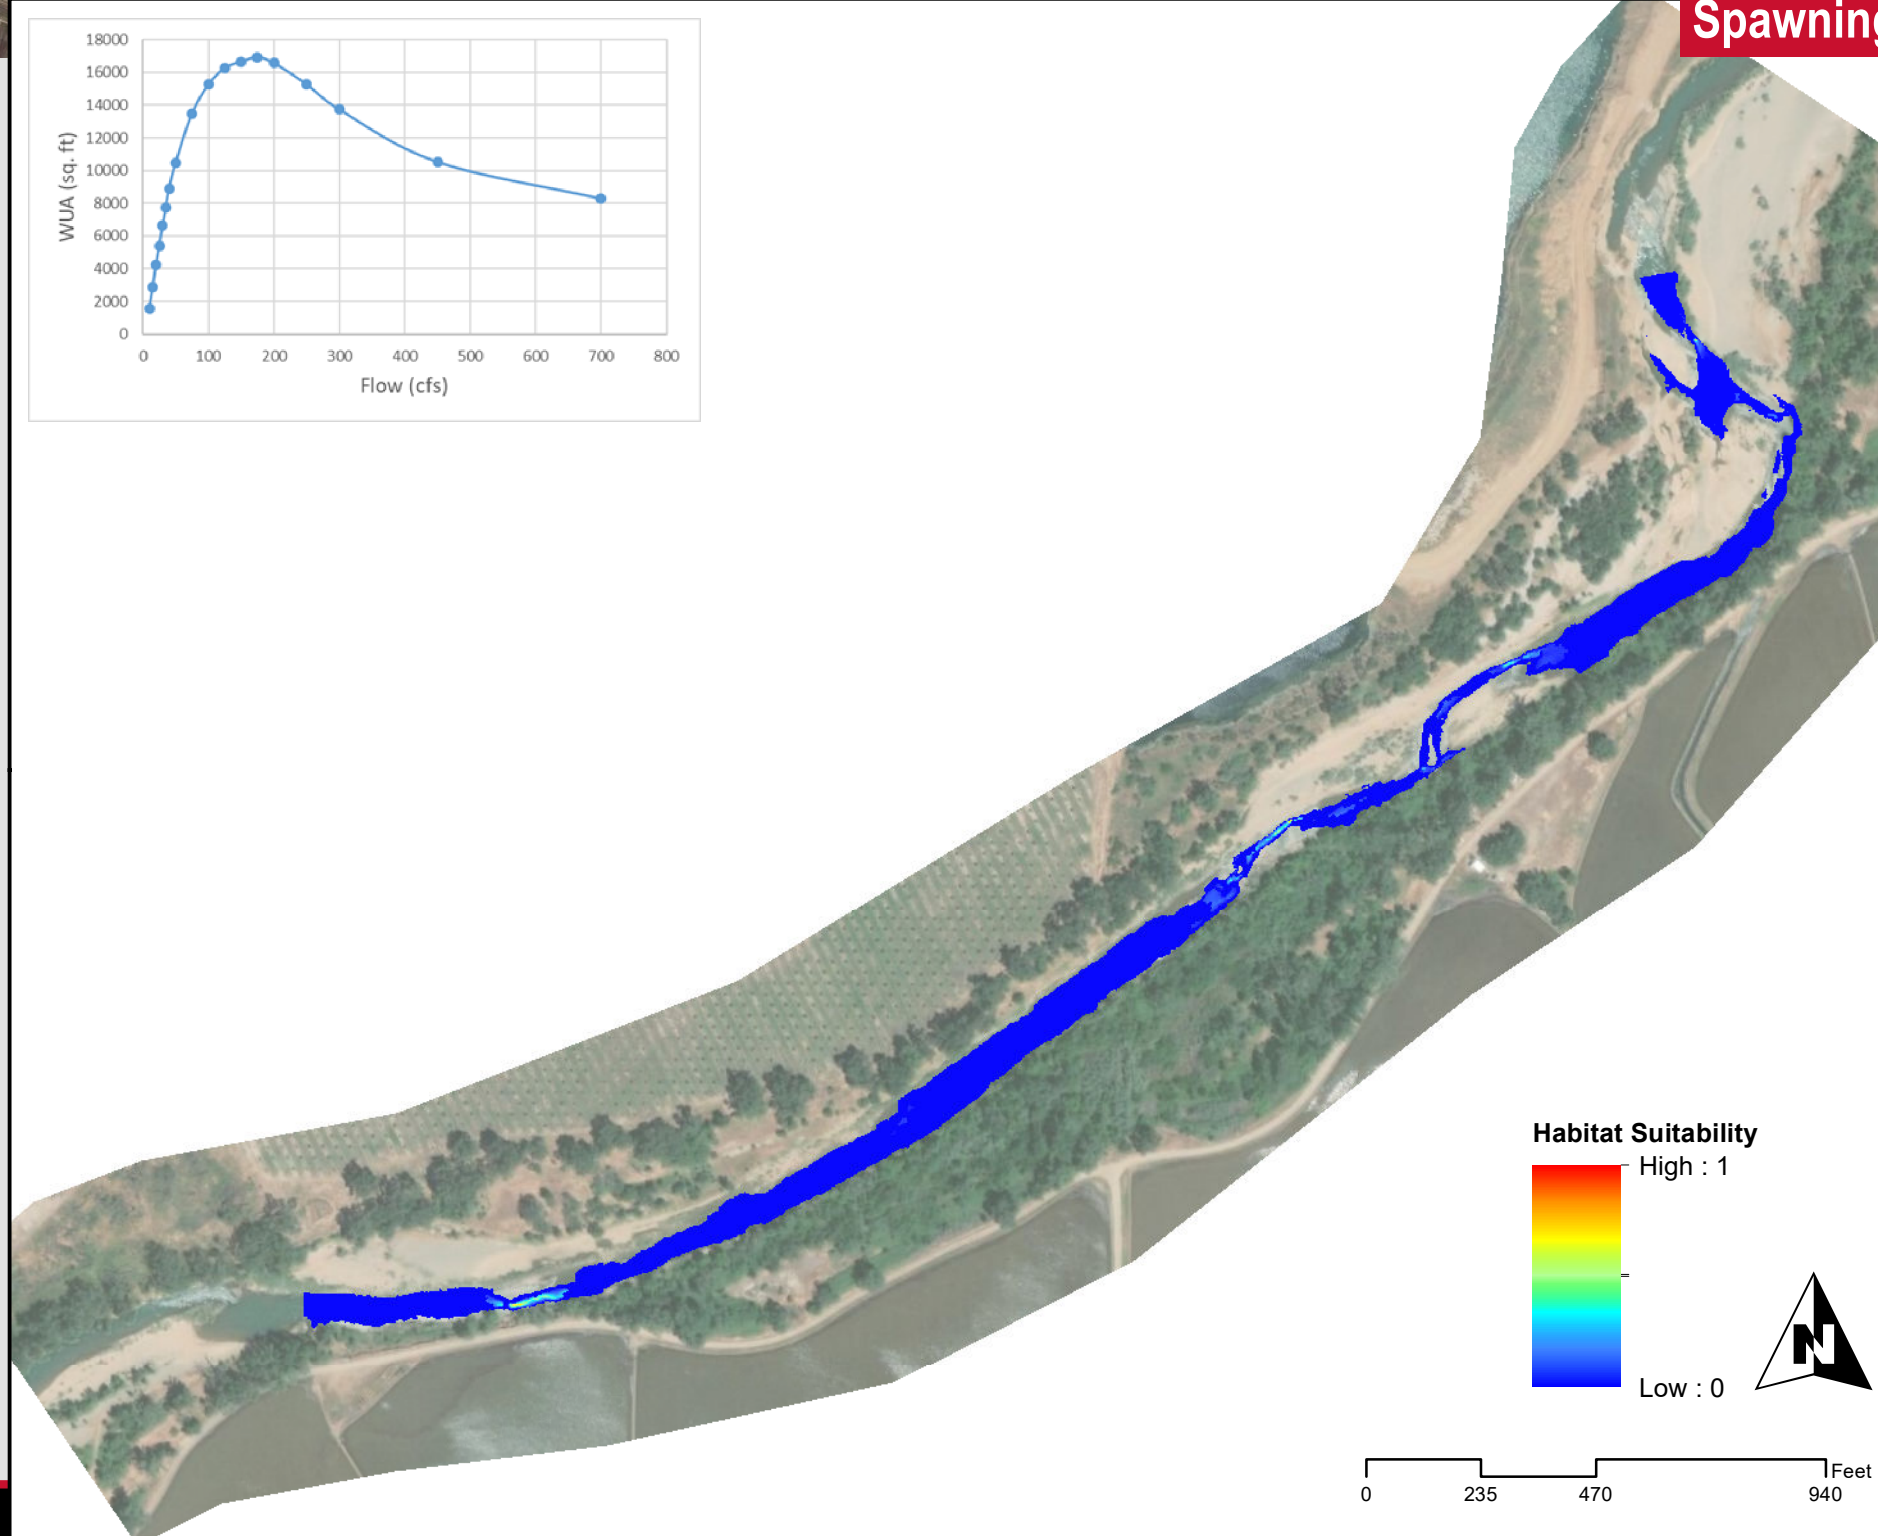 Spawning
18000
16000
14000
12000
10000
8000
6000
4000
2000
0
WUA (sq. ft)
0 100 200 300 400 500 600 700 800
Flow (cfs)
Habitat Suitability
High : 1
Low : 0
N
Feet
0 235 470 940